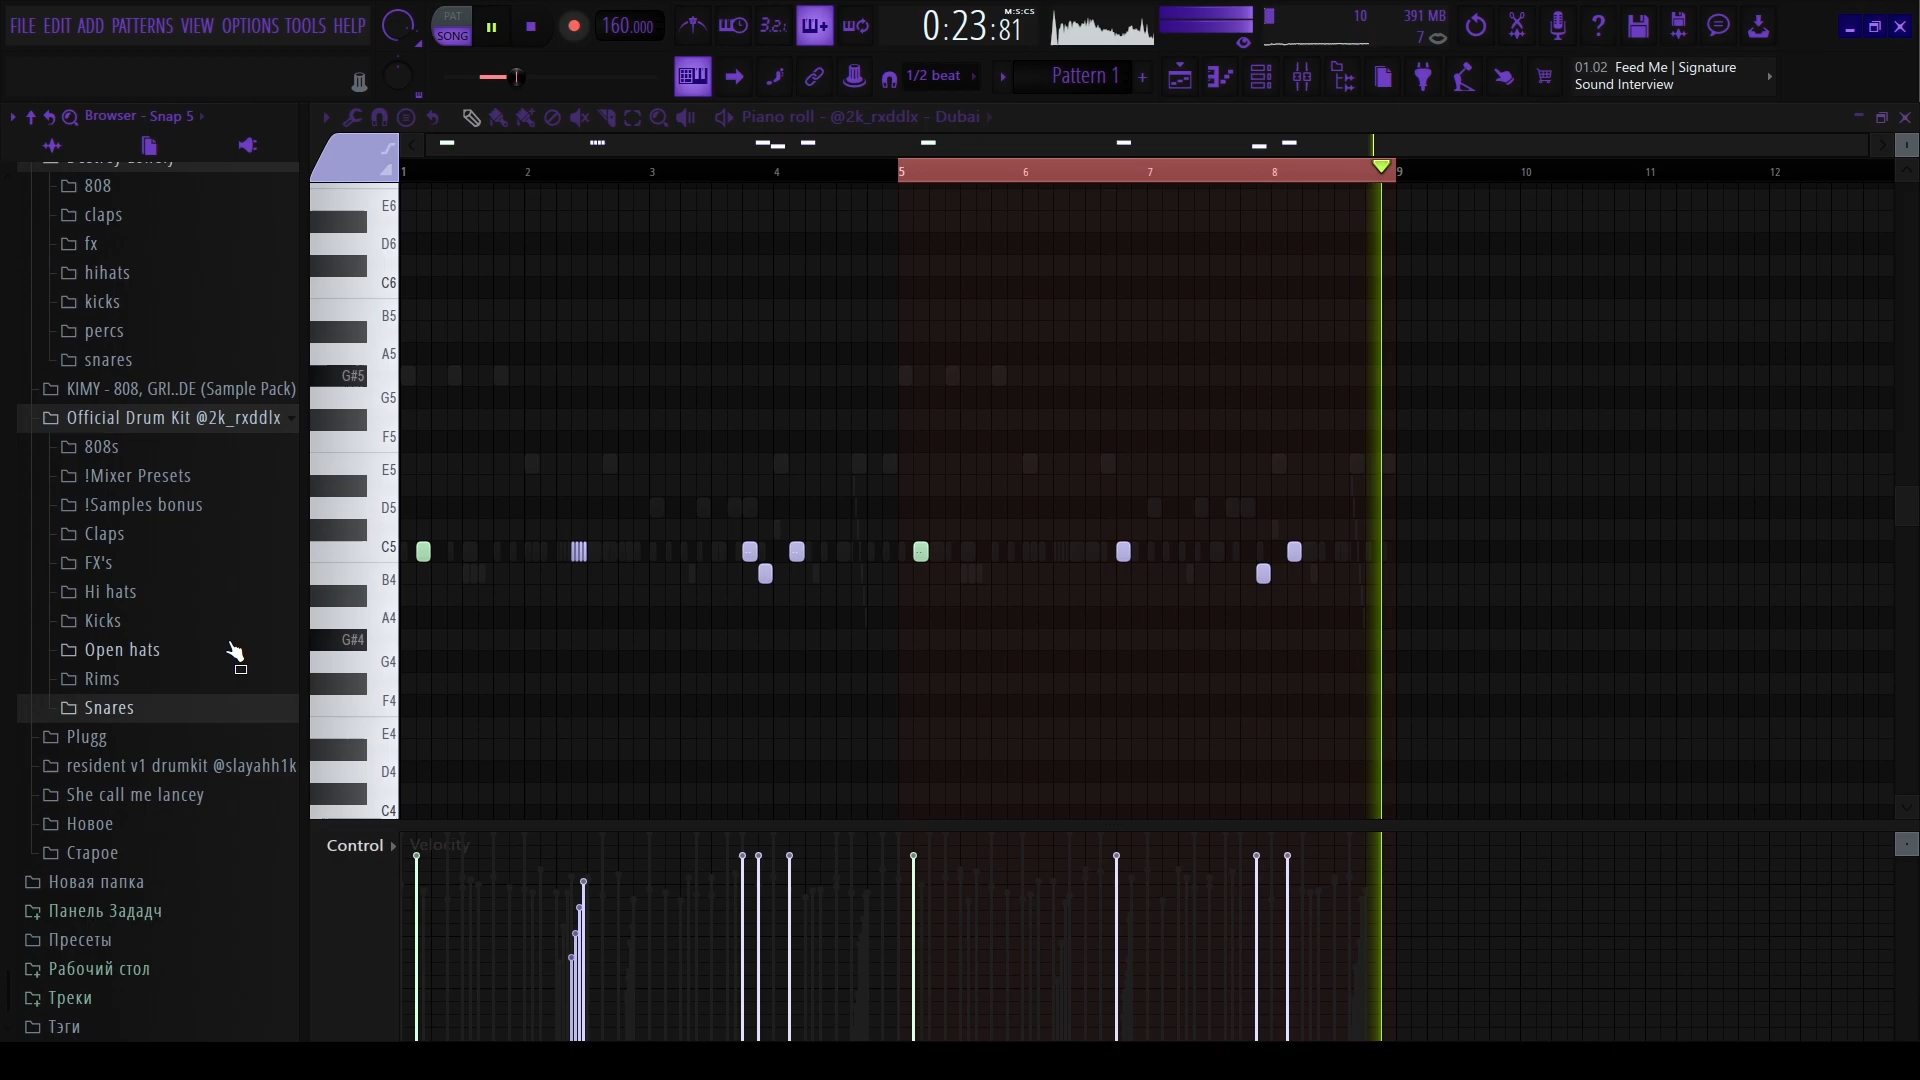 FILE EDIT ADD PATTERNS VIEW OPTIONS TOOLS HELP
PAT
SONG
160.000
3.2.
0:23:81
M:S:CS
10
391 MB
7
1/2 beat
Pattern 1
01.02 Feed Me | Signature
Sound Interview
Browser - Snap 5
Piano roll - @2k_rxddlx - Dubai
1 2 3 4 5 6 7 8 9 10 11 12
808
claps
fx
hihats
kicks
percs
snares
KIMY - 808, GRI..DE (Sample Pack)
Official Drum Kit @2k_rxddlx
808s
!Mixer Presets
!Samples bonus
Claps
FX's
Hi hats
Kicks
Open hats
Rims
Snares
Plugg
resident v1 drumkit @slayahh1k
She call me lancey
Новое
Старое
Новая папка
Панель Зададч
Пресеты
Рабочий стол
Треки
Тэги
E6
D6
C6
B5
A5
G#5
G5
F5
E5
D5
C5
B4
A4
G#4
G4
F4
E4
D4
C4
Control
Velocity